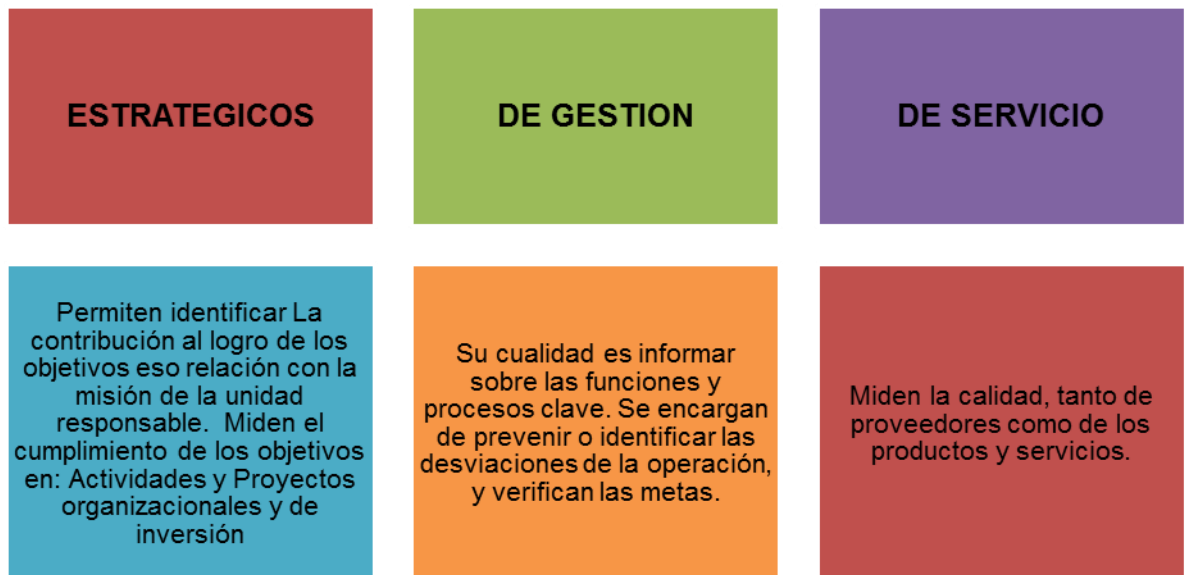 ESTRATEGICOS
DE GESTION
DE SERVICIO
Permiten identificar La
contribución al logro de los
objetivos eso relación con la
misión de la unidad
responsable. Miden el
cumplimiento de los objetivos
en: Actividades y Proyectos
organizacionales y de
inversión
Su cualidad es informar
sobre las funciones y
procesos clave. Se encargan
de prevenir o identificar las
desviaciones de la operación,
y verifican las metas.
Miden la calidad, tanto de
proveedores como de los
productos y servicios.